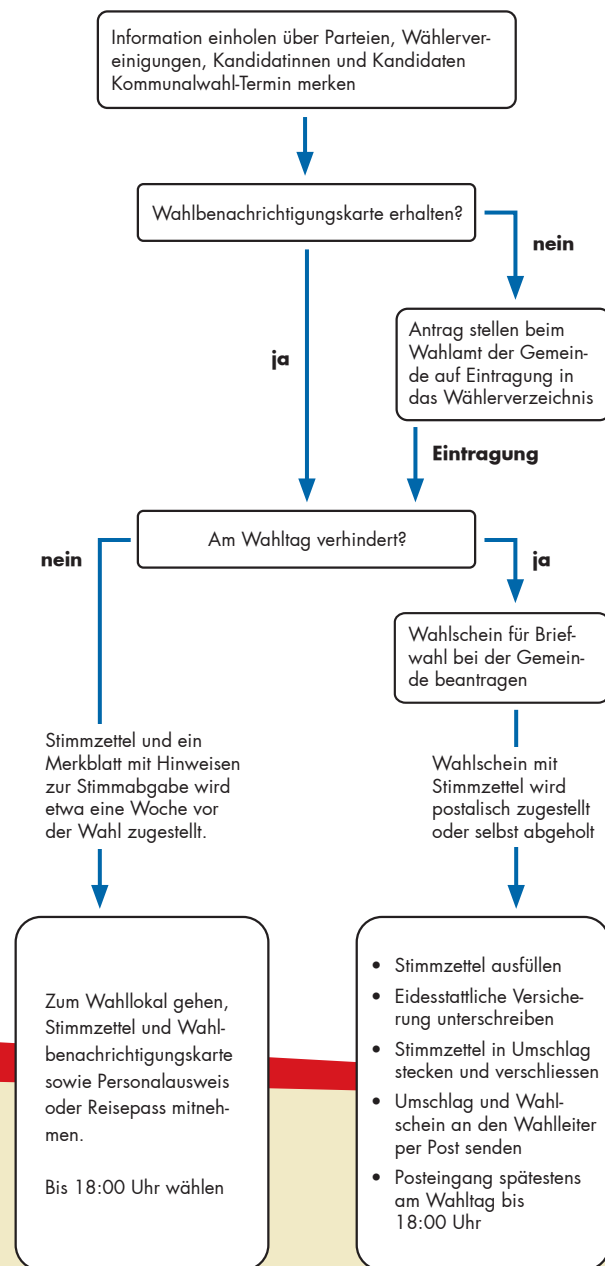 Information einholen über Parteien, Wählerver-
einigungen, Kandidatinnen und Kandidaten
Kommunalwahl-Termin merken
Wahlbenachrichtigungskarte erhalten?
nein
ja
Antrag stellen beim
Wahlamt der Gemein-
de auf Eintragung in
das Wählerverzeichnis
Eintragung
Am Wahltag verhindert?
nein
ja
Wahlschein für Brief-
wahl bei der Gemein-
de beantragen
Stimmzettel und ein
Merkblatt mit Hinweisen
zur Stimmabgabe wird
etwa eine Woche vor
der Wahl zugestellt.
Wahlschein mit
Stimmzettel wird
postalisch zugestellt
oder selbst abgeholt
Zum Wahllokal gehen,
Stimmzettel und Wahl-
benachrichtigungskarte
sowie Personalausweis
oder Reisepass mitneh-
men.
Bis 18:00 Uhr wählen
• Stimmzettel ausfüllen
• Eidesstattliche Versiche-
rung unterschreiben
• Stimmzettel in Umschlag
stecken und verschliessen
• Umschlag und Wahl-
schein an den Wahlleiter
per Post senden
• Posteingang spätestens
am Wahltag bis
18:00 Uhr